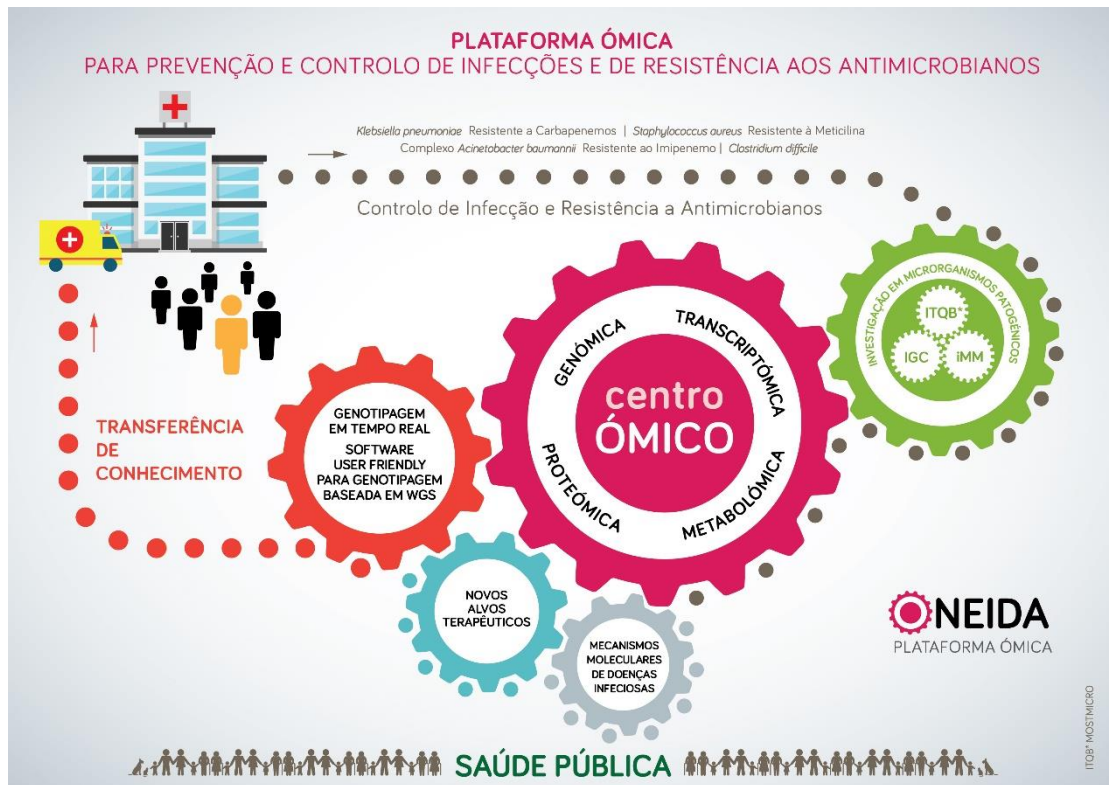 PLATAFORMA ÓMICA
PARA PREVENÇÃO E CONTROLO DE INFECÇÕES E DE RESISTÊNCIA AOS ANTIMICROBIANOS
Klebsiella pneumoniae Resistente a Carbapenemos | Staphylococcus aureus Resistente à Meticilina
Complexo Acinetobacter baumannii Resistente ao Imipenemo | Clostridium difficile
Controlo de Infecção e Resistência a Antimicrobianos
INVESTIGAÇÃO EM MICRORGANISMOS PATOGÉNICOS
ITQB*
IGC
iMM
GENÓMICA
TRANSCRIPTÓMICA
PROTEÓMICA
METABOLÓMICA
centro
ÓMICO
GENOTIPAGEM
EM TEMPO REAL
SOFTWARE
USER FRIENDLY
PARA GENOTIPAGEM
BASEADA EM WGS
TRANSFERÊNCIA
DE
CONHECIMENTO
NOVOS
ALVOS
TERAPÊUTICOS
MECANISMOS
MOLECULARES
DE DOENÇAS
INFECIOSAS
ONEIDA
PLATAFORMA ÓMICA
ITQB* MOSTMICRO
SAÚDE PÚBLICA